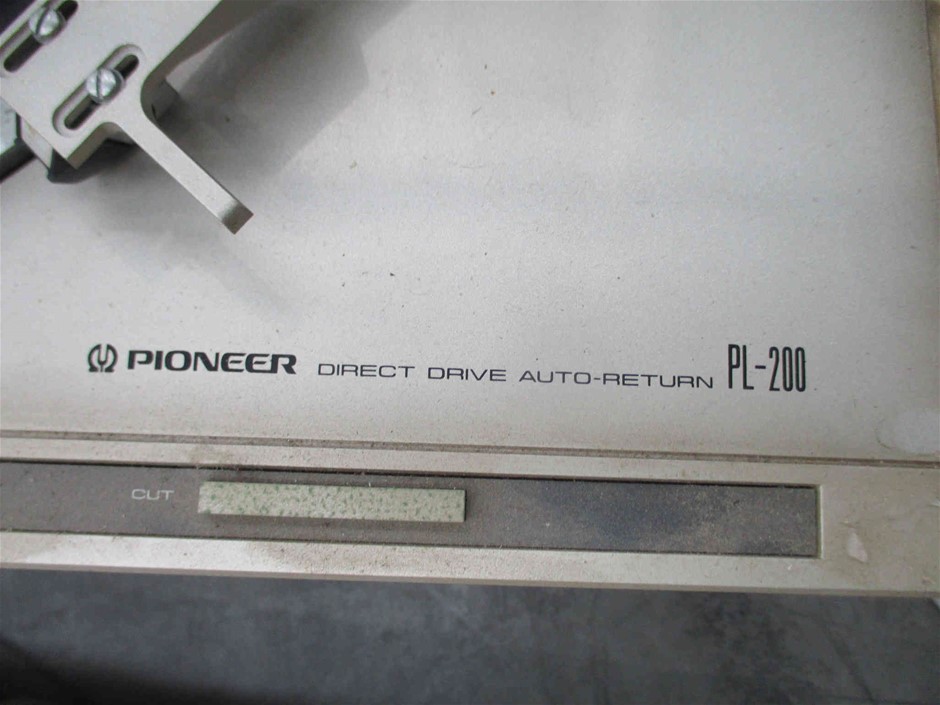 PIONEER DIRECT DRIVE AUTO-RETURN PL-200
CUT